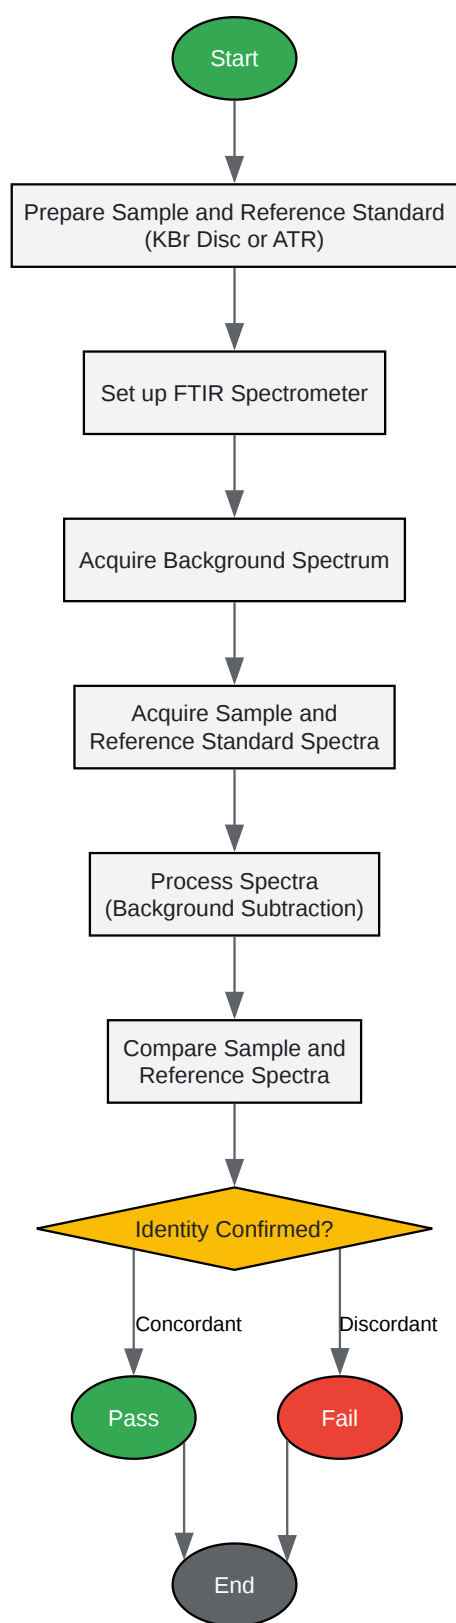 Start
Prepare Sample and Reference Standard
(KBr Disc or ATR)
Set up FTIR Spectrometer
Acquire Background Spectrum
Acquire Sample and
Reference Standard Spectra
Process Spectra
(Background Subtraction)
Compare Sample and
Reference Spectra
Identity Confirmed?
Concordant
Discordant
Pass
Fail
End